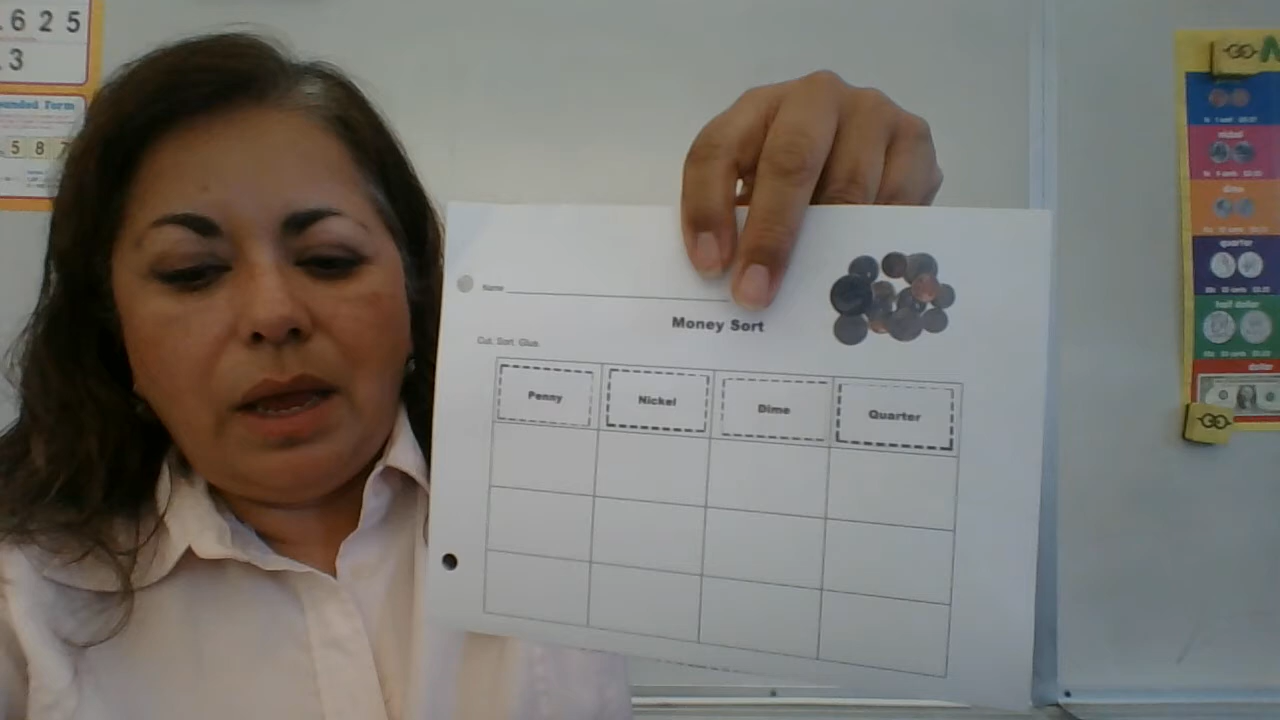 .625
.3
Form
587
Name
Money Sort
Cut. Sort. Glue.
Penny
Nickel
Dime
Quarter
nickel
dime
quarter
half dollar
dollar